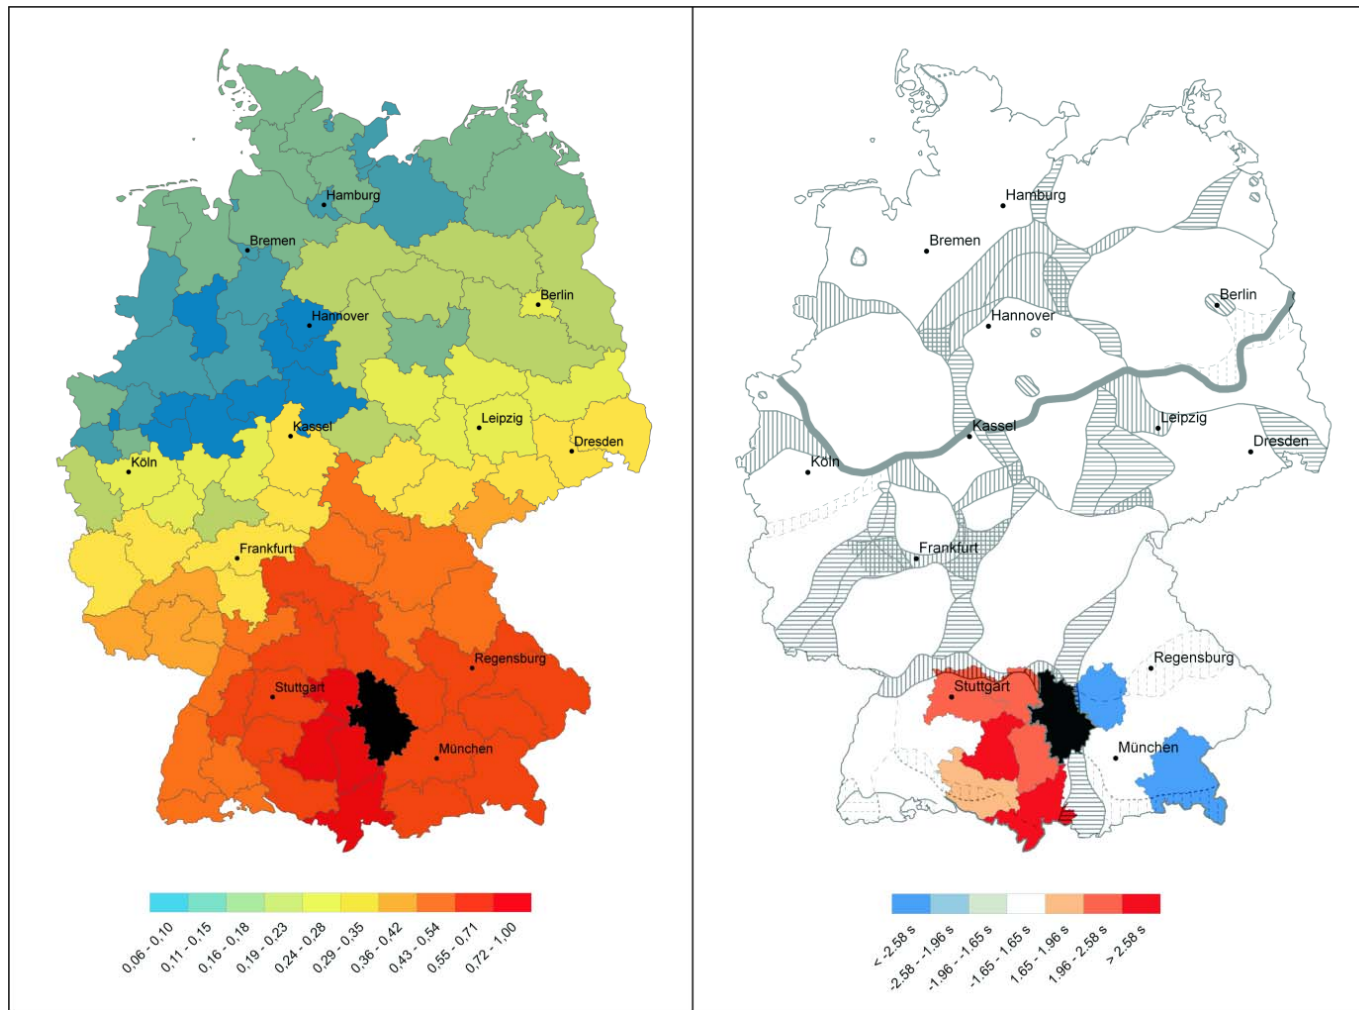 Hamburg
Bremen
Berlin
Hannover
Leipzig
Kassel
Dresden
Köln
Frankfurt
Regensburg
Stuttgart
München
0,06 - 0,10
0,11 - 0,15
0,16 - 0,18
0,19 - 0,23
0,24 - 0,28
0,29 - 0,35
0,36 - 0,42
0,43 - 0,54
0,55 - 0,71
0,72 - 1,00
Hamburg
Bremen
Berlin
Hannover
Leipzig
Kassel
Dresden
Köln
Frankfurt
Regensburg
Stuttgart
München
< -2.58 s
-2.58 - -1.96 s
-1.96 - -1.65 s
-1.65 - 1.65 s
1.65 - 1.96 s
1.96 - 2.58 s
> 2.58 s